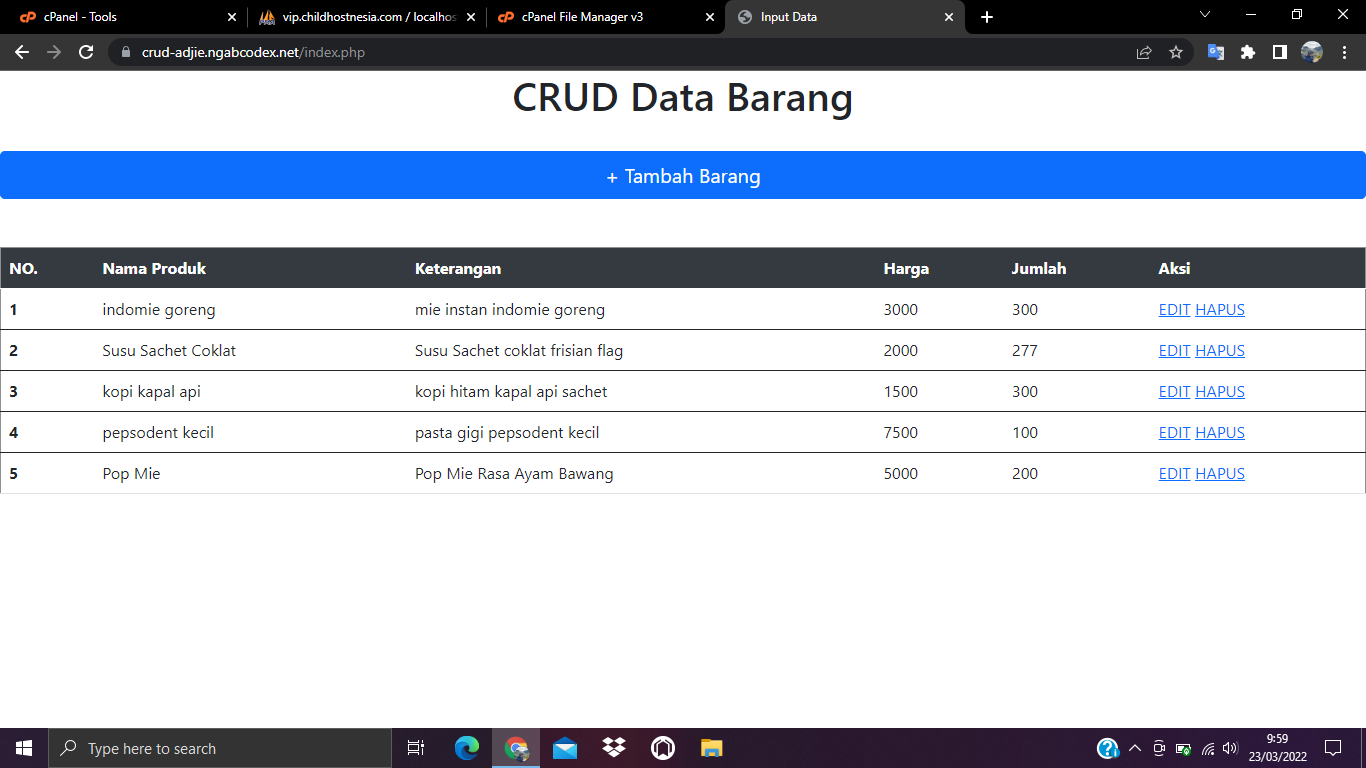 cPanel - Tools
vip.childhostnesia.com / localhos
cPanel File Manager v3
Input Data
crud-adjie.ngabcodex.net/index.php
CRUD Data Barang
+ Tambah Barang
NO. Nama Produk Keterangan Harga Jumlah Aksi
1 indomie goreng mie instan indomie goreng 3000 300 EDIT HAPUS
2 Susu Sachet Coklat Susu Sachet coklat frisian flag 2000 277 EDIT HAPUS
3 kopi kapal api kopi hitam kapal api sachet 1500 300 EDIT HAPUS
4 pepsodent kecil pasta gigi pepsodent kecil 7500 100 EDIT HAPUS
5 Pop Mie Pop Mie Rasa Ayam Bawang 5000 200 EDIT HAPUS
Type here to search
9:59
23/03/2022